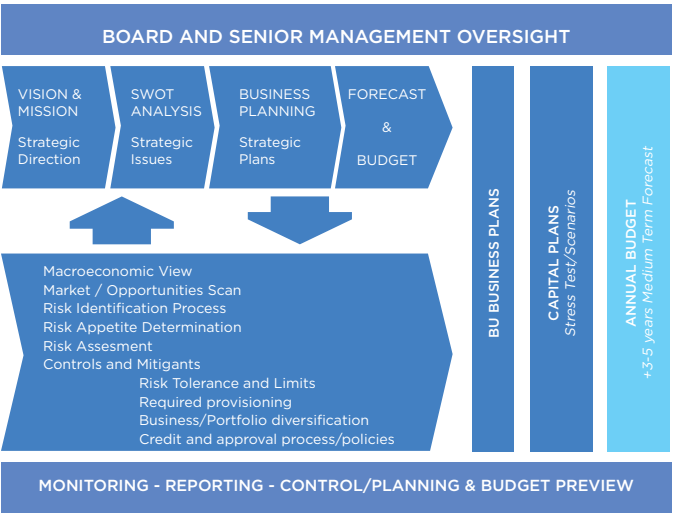 BOARD AND SENIOR MANAGEMENT OVERSIGHT
VISION &
MISSION
Strategic
Direction
SWOT
ANALYSIS
Strategic
Issues
BUSINESS
PLANNING
Strategic
Plans
FORECAST
&
BUDGET
Macroeconomic View
Market / Opportunities Scan
Risk Identification Process
Risk Appetite Determination
Risk Assesment
Controls and Mitigants
Risk Tolerance and Limits
Required provisioning
Business/Portfolio diversification
Credit and approval process/policies
BU BUSINESS PLANS
CAPITAL PLANS
Stress Test/Scenarios
ANNUAL BUDGET
+3-5 years Medium Term Forecast
MONITORING - REPORTING - CONTROL/PLANNING & BUDGET PREVIEW